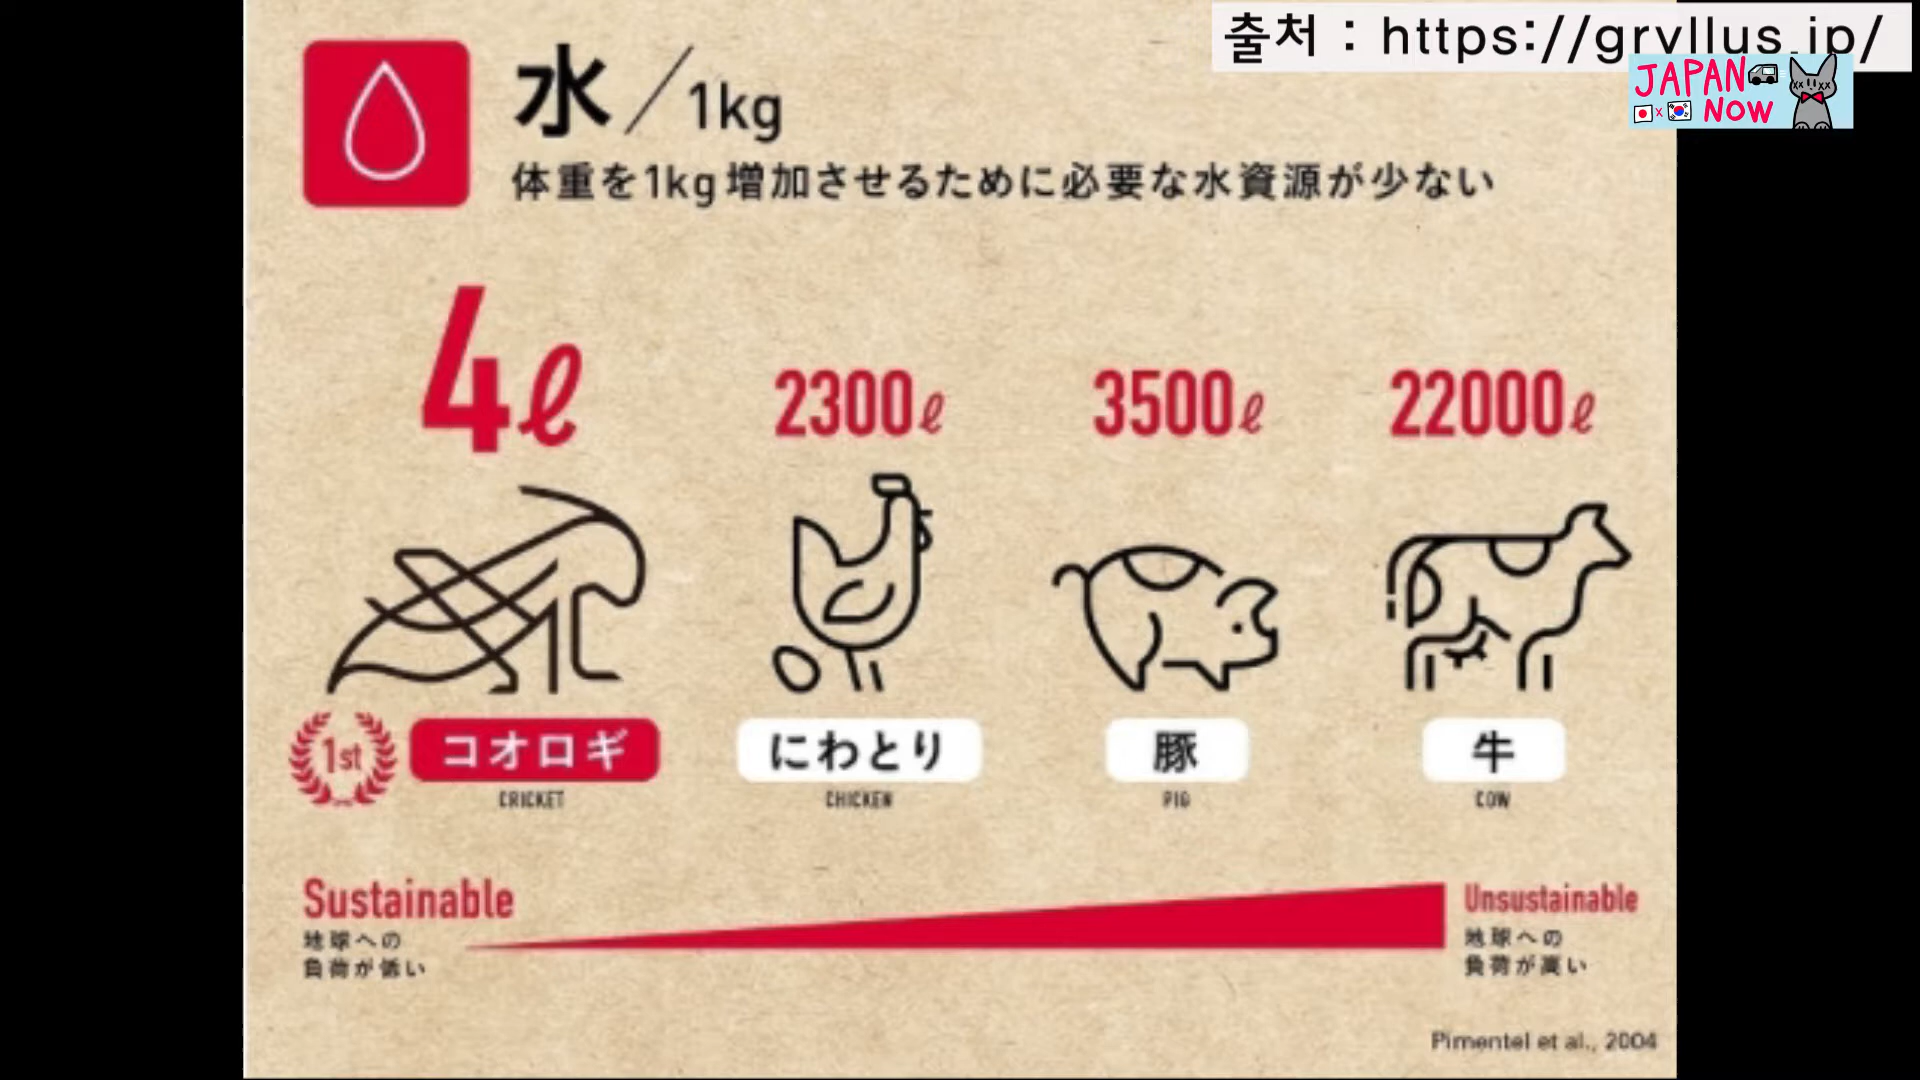 출처 : https://gryllus.jp/
JAPAN
x NOW
水/1kg
体重を1kg増加させるために必要な水資源が少ない
4ℓ 2300ℓ 3500ℓ 22000ℓ
1st コオロギ にわとり 豚 牛
CRICKET CHICKEN PIG COW
Sustainable Unsustainable
地球への 地球への
負荷が低い 負荷が高い
Pimentel et al., 2004